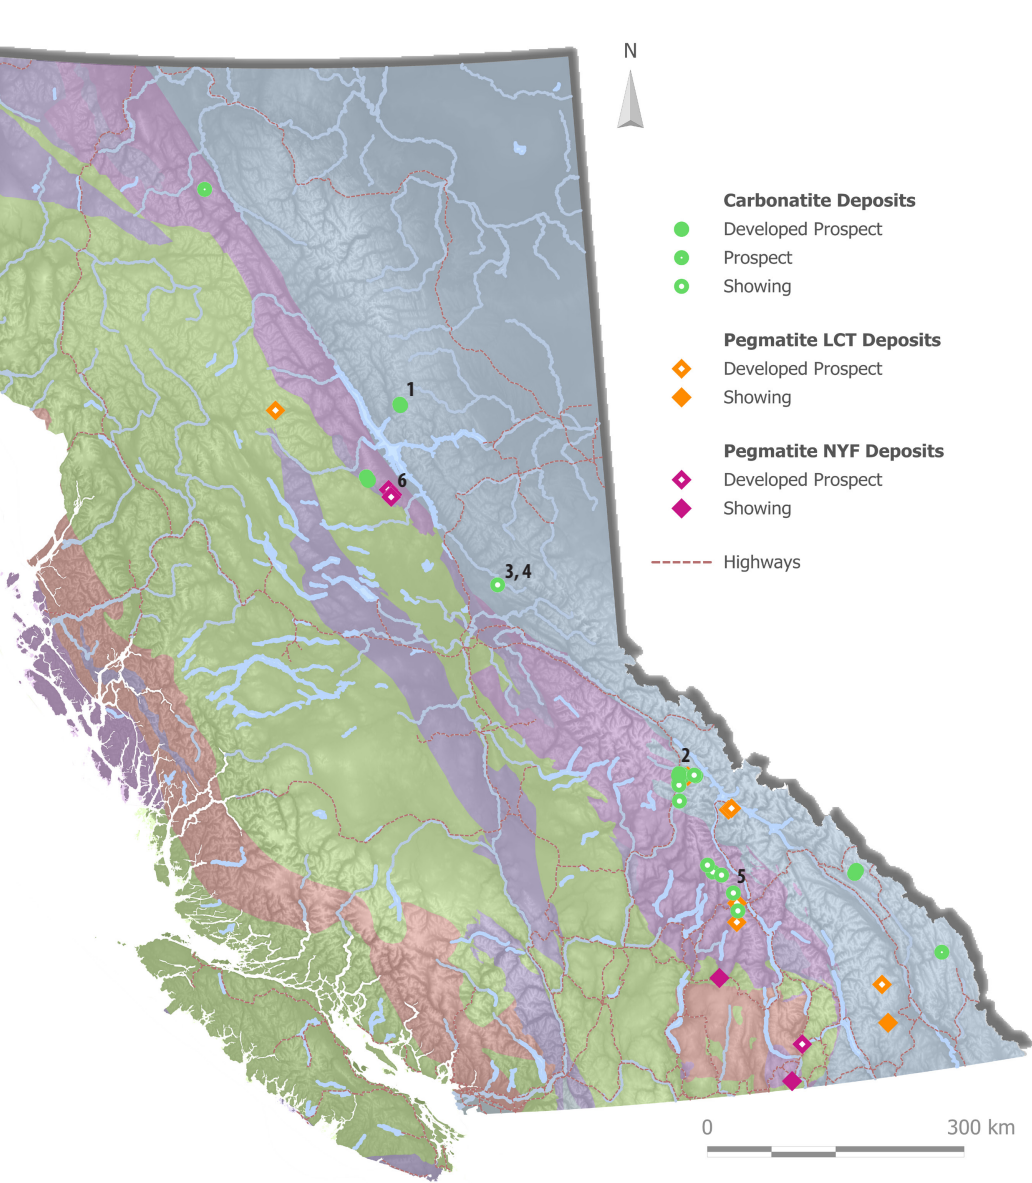 N
Carbonatite Deposits
Developed Prospect
Prospect
Showing
Pegmatite LCT Deposits
Developed Prospect
Showing
Pegmatite NYF Deposits
Developed Prospect
Showing
Highways
1
6
3, 4
2
5
0 300 km